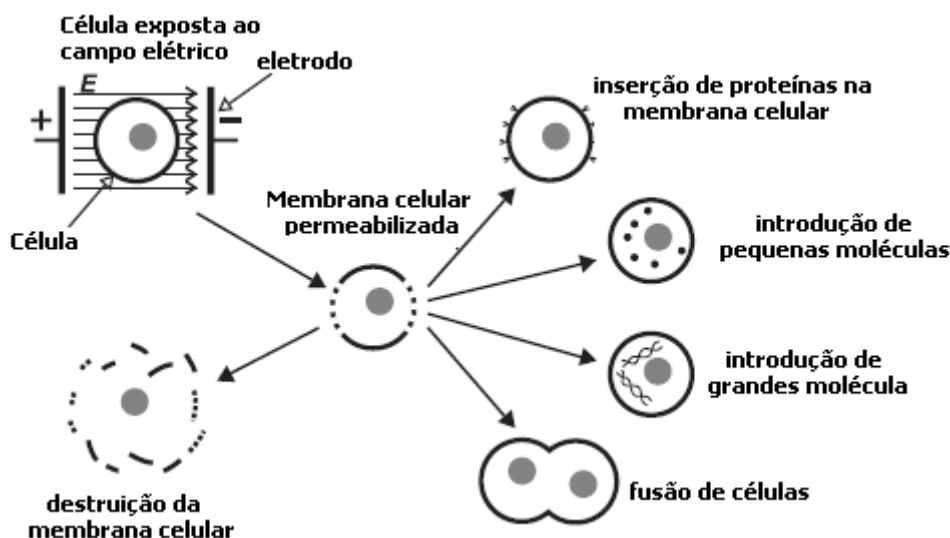 Célula exposta ao
campo elétrico
eletrodo
E
+
-
Célula
Membrana celular
permeabilizada
inserção de proteínas na
membrana celular
introdução de
pequenas moléculas
introdução de
grandes molécula
fusão de células
destruição da
membrana celular